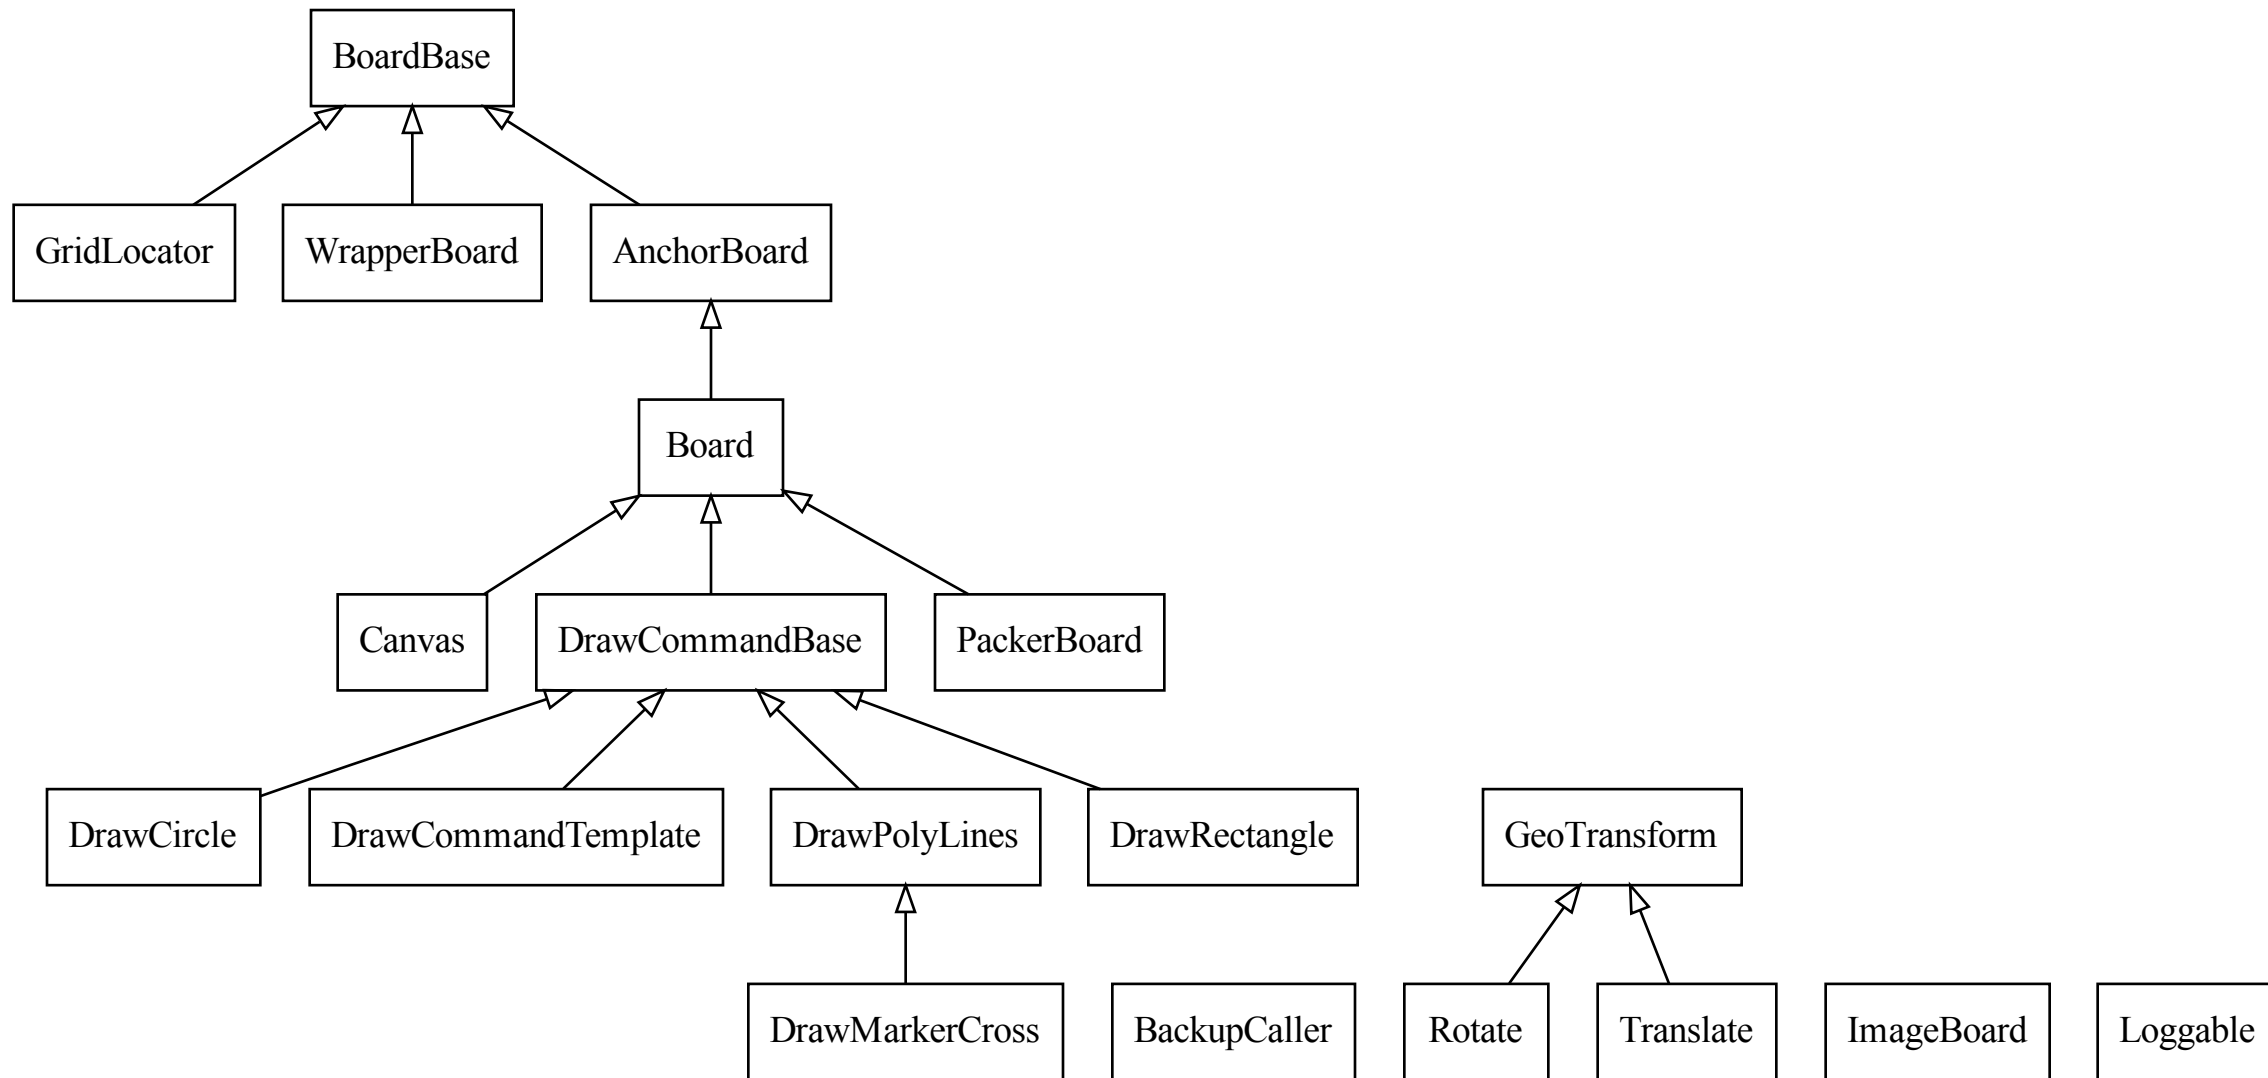 BoardBase
GridLocator
WrapperBoard
AnchorBoard
Board
Canvas
DrawCommandBase
PackerBoard
DrawCircle
DrawCommandTemplate
DrawPolyLines
DrawRectangle
GeoTransform
DrawMarkerCross
BackupCaller
Rotate
Translate
ImageBoard
Loggable